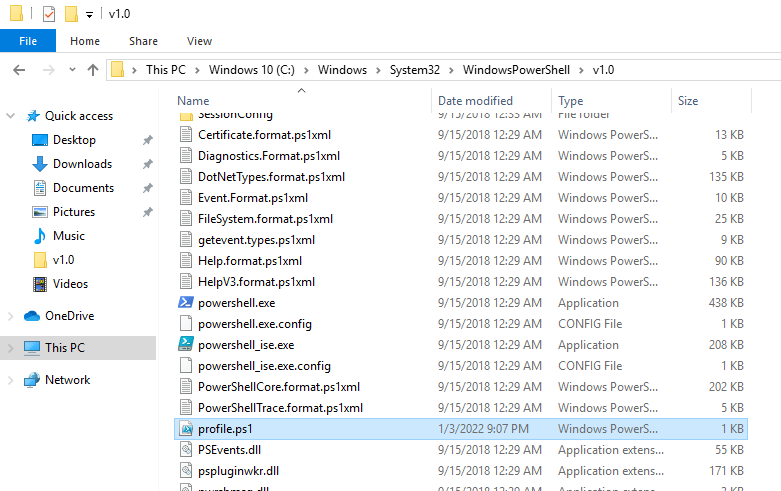 v1.0
File Home Share View
This PC Windows 10 (C:) Windows System32 WindowsPowerShell v1.0
Name Date modified Type Size
Quick access
Desktop
Downloads
Documents
Pictures
Music
v1.0
Videos
OneDrive
This PC
Network
SessionConfig 9/15/2018 12:33 AM File folder
Certificate.format.ps1xml 9/15/2018 12:29 AM Windows PowerS... 13 KB
Diagnostics.Format.ps1xml 9/15/2018 12:29 AM Windows PowerS... 5 KB
DotNetTypes.format.ps1xml 9/15/2018 12:29 AM Windows PowerS... 135 KB
Event.Format.ps1xml 9/15/2018 12:29 AM Windows PowerS... 10 KB
FileSystem.format.ps1xml 9/15/2018 12:29 AM Windows PowerS... 25 KB
getevent.types.ps1xml 9/15/2018 12:29 AM Windows PowerS... 9 KB
Help.format.ps1xml 9/15/2018 12:29 AM Windows PowerS... 90 KB
HelpV3.format.ps1xml 9/15/2018 12:29 AM Windows PowerS... 136 KB
powershell.exe 9/15/2018 12:29 AM Application 438 KB
powershell.exe.config 9/15/2018 12:29 AM CONFIG File 1 KB
powershell_ise.exe 9/15/2018 12:29 AM Application 208 KB
powershell_ise.exe.config 9/15/2018 12:29 AM CONFIG File 1 KB
PowerShellCore.format.ps1xml 9/15/2018 12:29 AM Windows PowerS... 202 KB
PowerShellTrace.format.ps1xml 9/15/2018 12:29 AM Windows PowerS... 5 KB
profile.ps1 1/3/2022 9:07 PM Windows PowerS... 1 KB
PSEvents.dll 9/15/2018 12:29 AM Application extens... 55 KB
pspluginwkr.dll 9/15/2018 12:29 AM Application extens... 171 KB
9/15/2018 12:29 AM Application extens... 2 KB